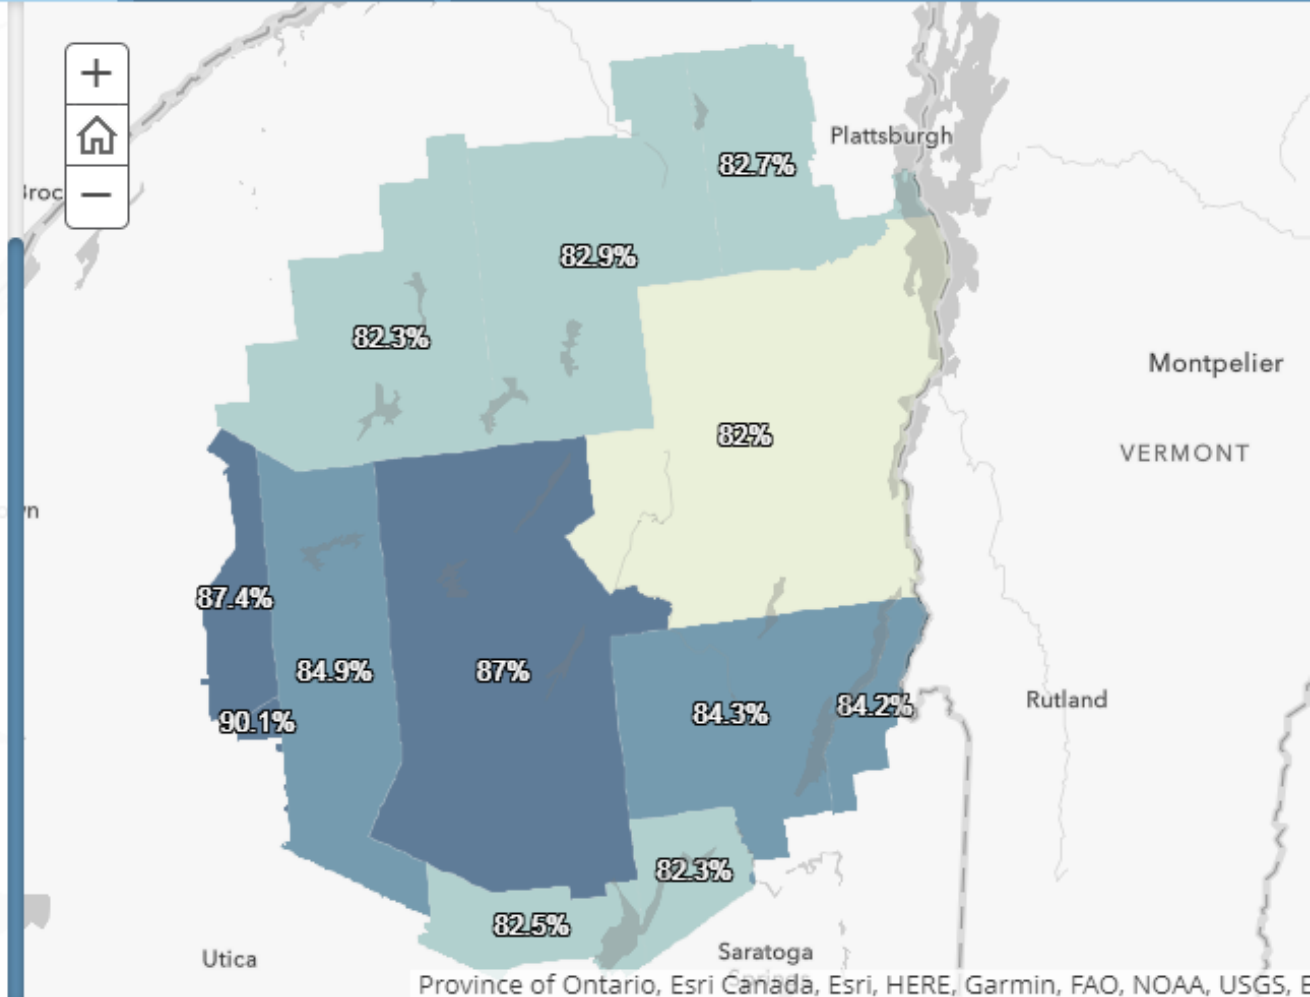 +
−
Plattsburgh
82.7%
82.9%
82.3%
Montpelier
82%
VERMONT
87.4%
84.9%
87%
90.1%
84.3%
84.2%
Rutland
82.3%
82.5%
Utica
Saratoga
Springs
Province of Ontario, Esri Canada, Esri, HERE, Garmin, FAO, NOAA, USGS,